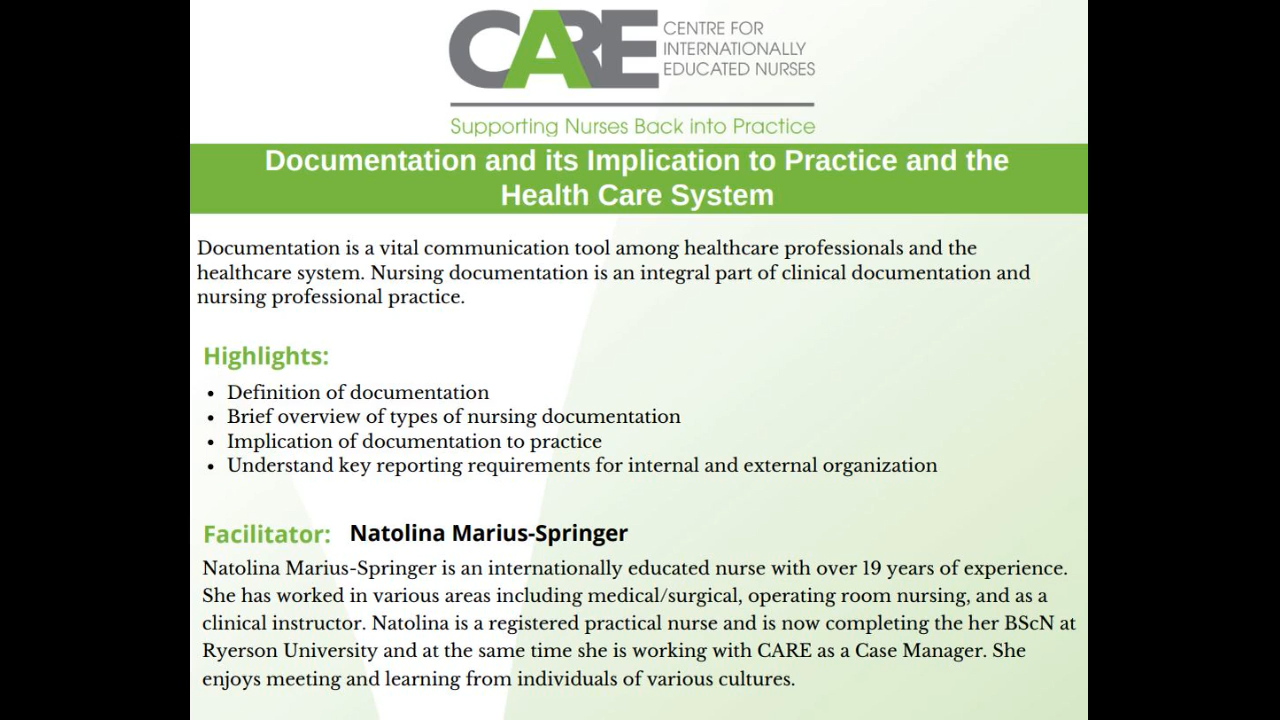 CARE CENTRE FOR
INTERNATIONALLY
EDUCATED NURSES
Supporting Nurses Back into Practice
Documentation and its Implication to Practice and the
Health Care System
Documentation is a vital communication tool among healthcare professionals and the
healthcare system. Nursing documentation is an integral part of clinical documentation and
nursing professional practice.
Highlights:
• Definition of documentation
• Brief overview of types of nursing documentation
• Implication of documentation to practice
• Understand key reporting requirements for internal and external organization
Facilitator: Natolina Marius-Springer
Natolina Marius-Springer is an internationally educated nurse with over 19 years of experience.
She has worked in various areas including medical/surgical, operating room nursing, and as a
clinical instructor. Natolina is a registered practical nurse and is now completing the her BScN at
Ryerson University and at the same time she is working with CARE as a Case Manager. She
enjoys meeting and learning from individuals of various cultures.